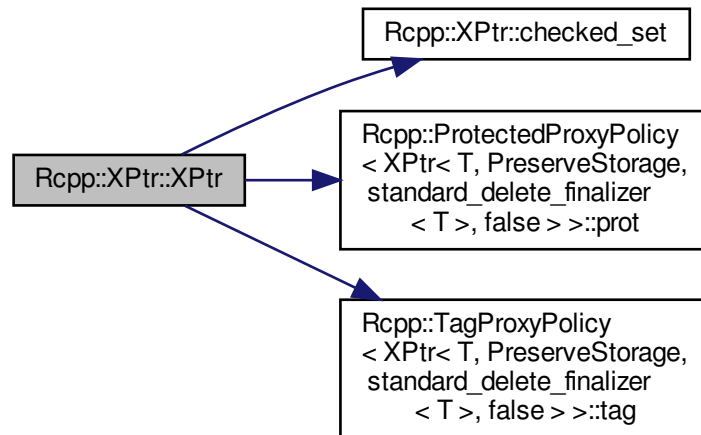 Rcpp::XPtr::checked_set
Rcpp::XPtr::XPtr
Rcpp::ProtectedProxyPolicy
< XPtr< T, PreserveStorage,
standard_delete_finalizer
< T >, false > >::prot
Rcpp::TagProxyPolicy
< XPtr< T, PreserveStorage,
standard_delete_finalizer
< T >, false > >::tag